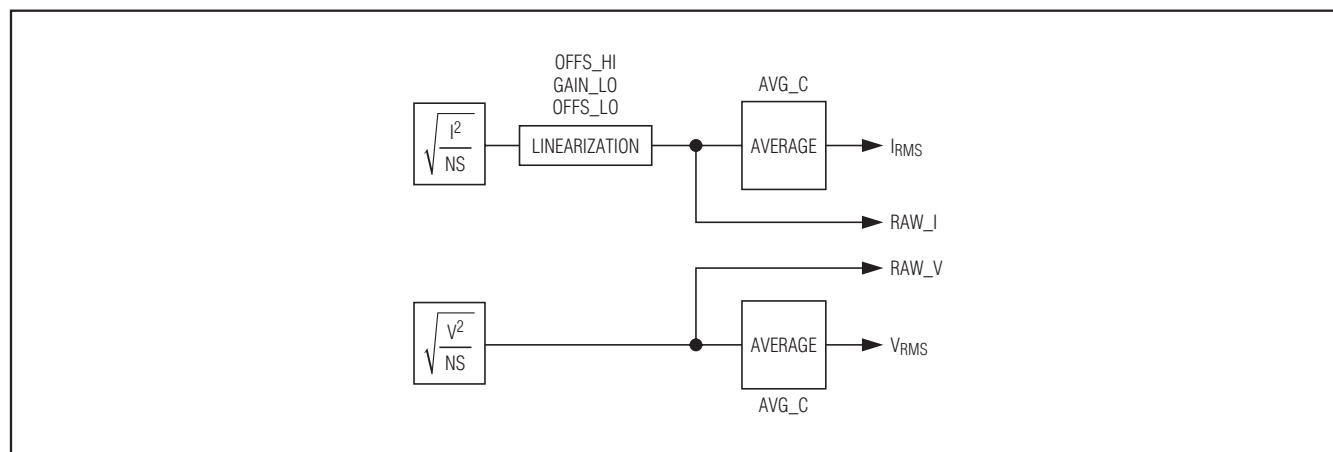 OFFS_HI
GAIN_LO
OFFS_LO
AVG_C
√(I²/NS)
LINEARIZATION
AVERAGE
IRMS
RAW_I
RAW_V
√(V²/NS)
AVERAGE
VRMS
AVG_C